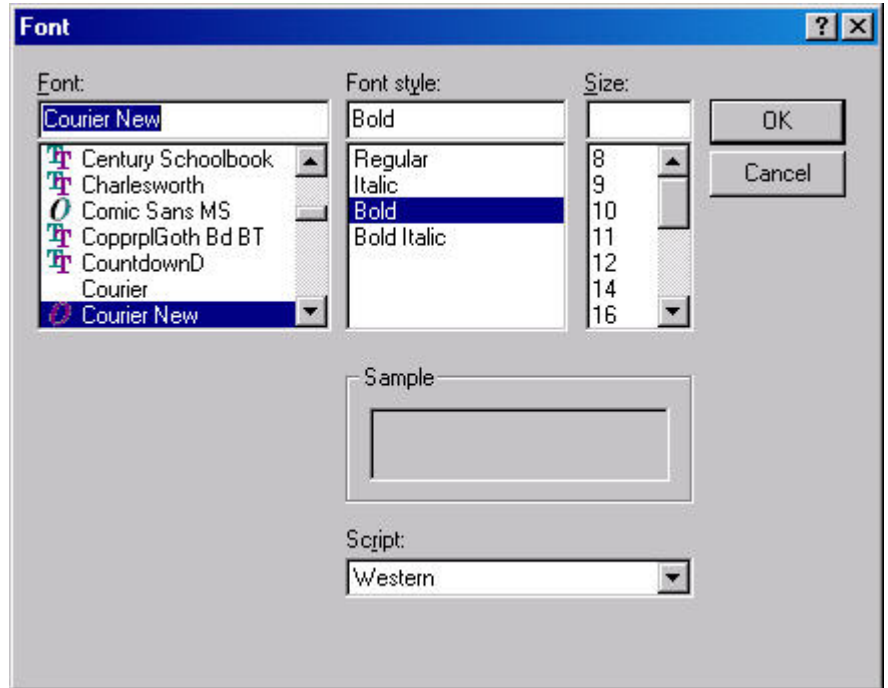 Font
Font:
Courier New
Century Schoolbook
Charlesworth
Comic Sans MS
CopprplGoth Bd BT
CountdownD
Courier
Courier New
Font style:
Bold
Regular
Italic
Bold
Bold Italic
Size:
8
9
10
11
12
14
16
OK
Cancel
Sample
Script:
Western